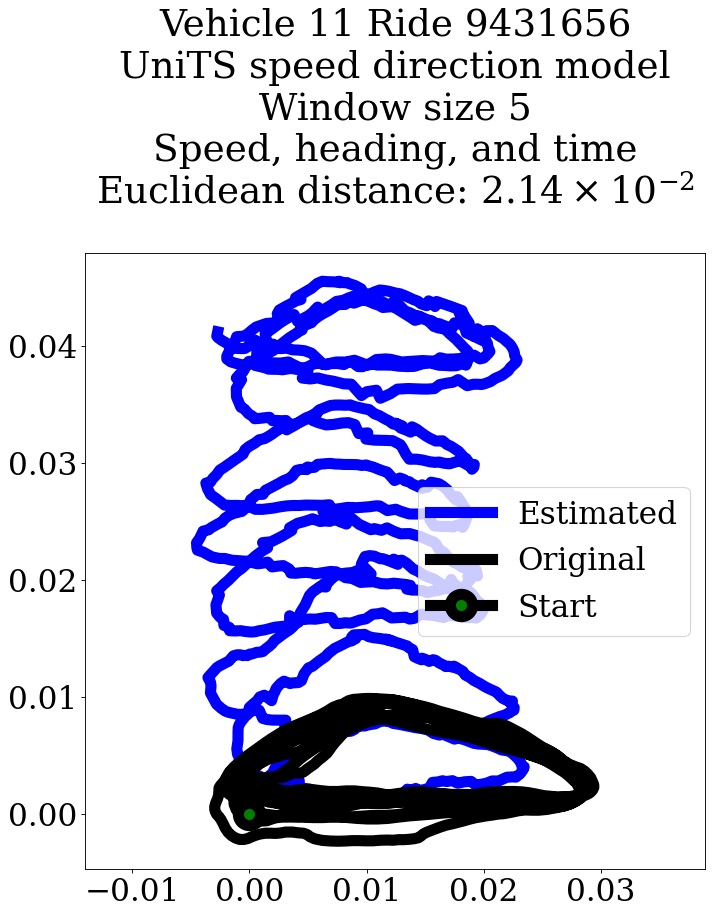 Vehicle 11 Ride 9431656
UniTS speed direction model
Window size 5
Speed, heading, and time
Euclidean distance: 2.14 × 10⁻²
0.04
0.03
0.02
0.01
0.00
Estimated
Original
Start
−0.01 0.00 0.01 0.02 0.03